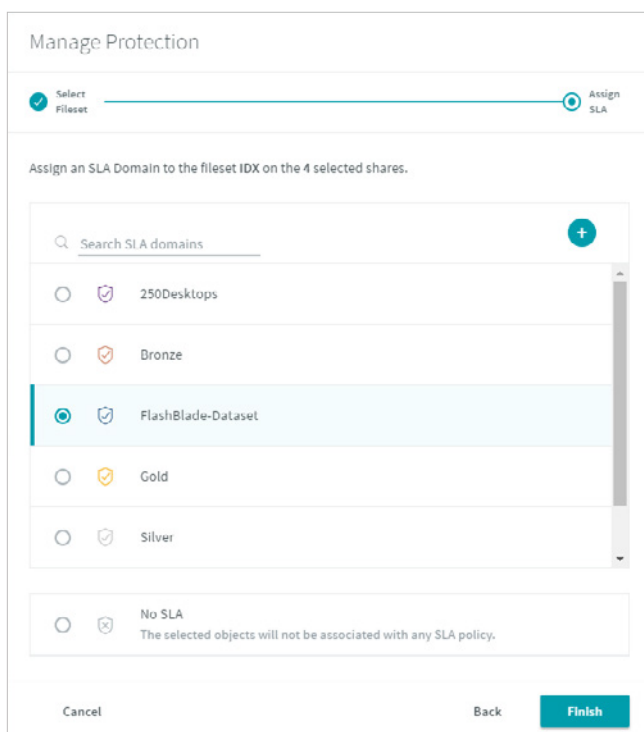 Manage Protection
Select
Fileset
Assign
SLA
Assign an SLA Domain to the fileset IDX on the 4 selected shares.
Search SLA domains
+
250Desktops
Bronze
FlashBlade-Dataset
Gold
Silver
No SLA
The selected objects will not be associated with any SLA policy.
Cancel
Back
Finish